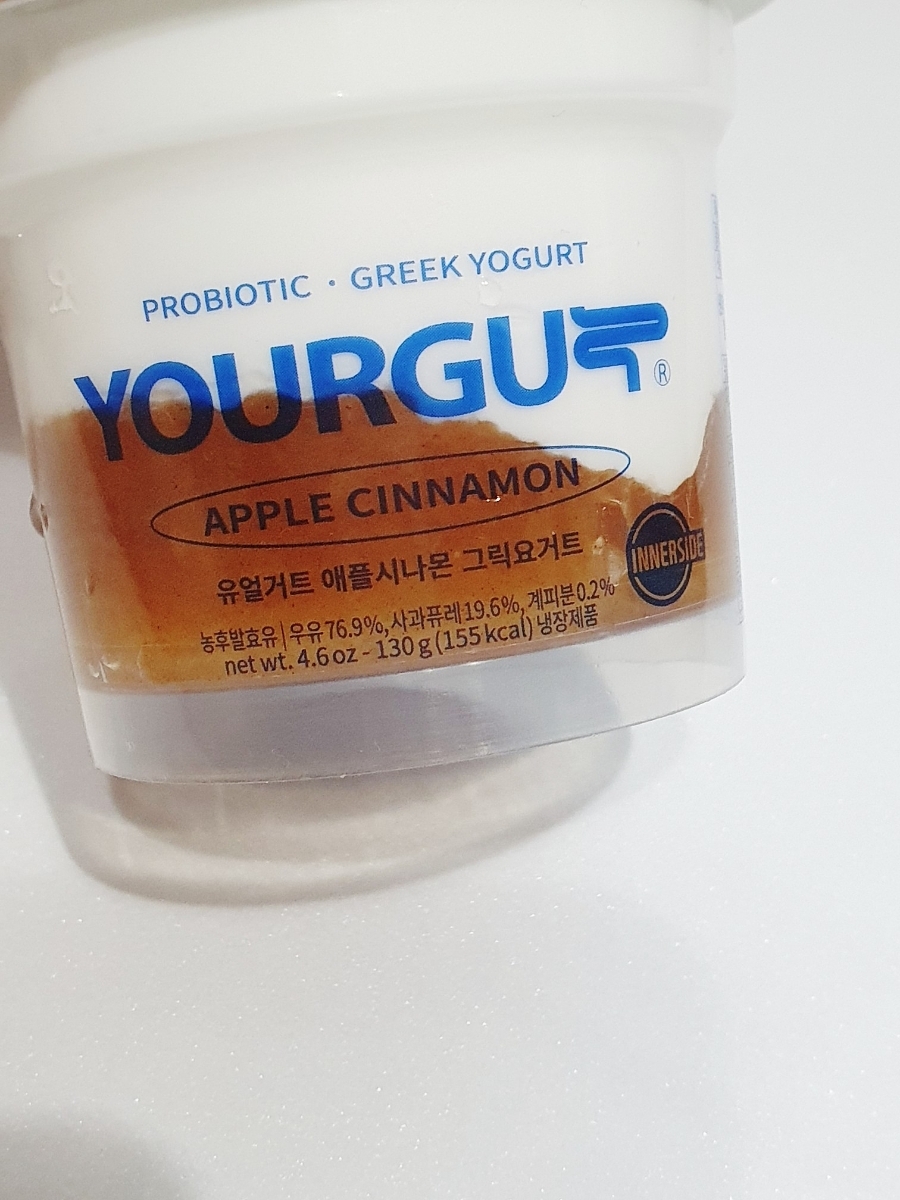 PROBIOTIC · GREEK YOGURT
YOURGUT®
APPLE CINNAMON
유얼거트 애플시나몬 그릭요거트
INNERSIDE
농후발효유 | 우유 76.9%, 사과퓨레 19.6%, 계피분 0.2%
net wt. 4.6 oz - 130 g (155 kcal) 냉장제품